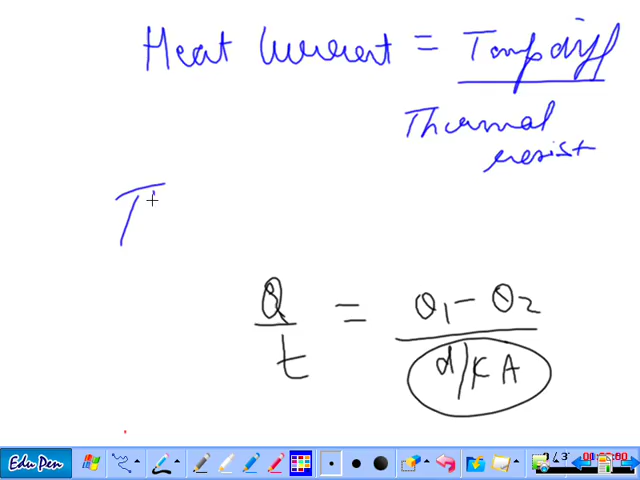 Heat Current = Temp diff
Thermal
resist
T
Q = θ1 - θ2
t d/KA
Edu Pen